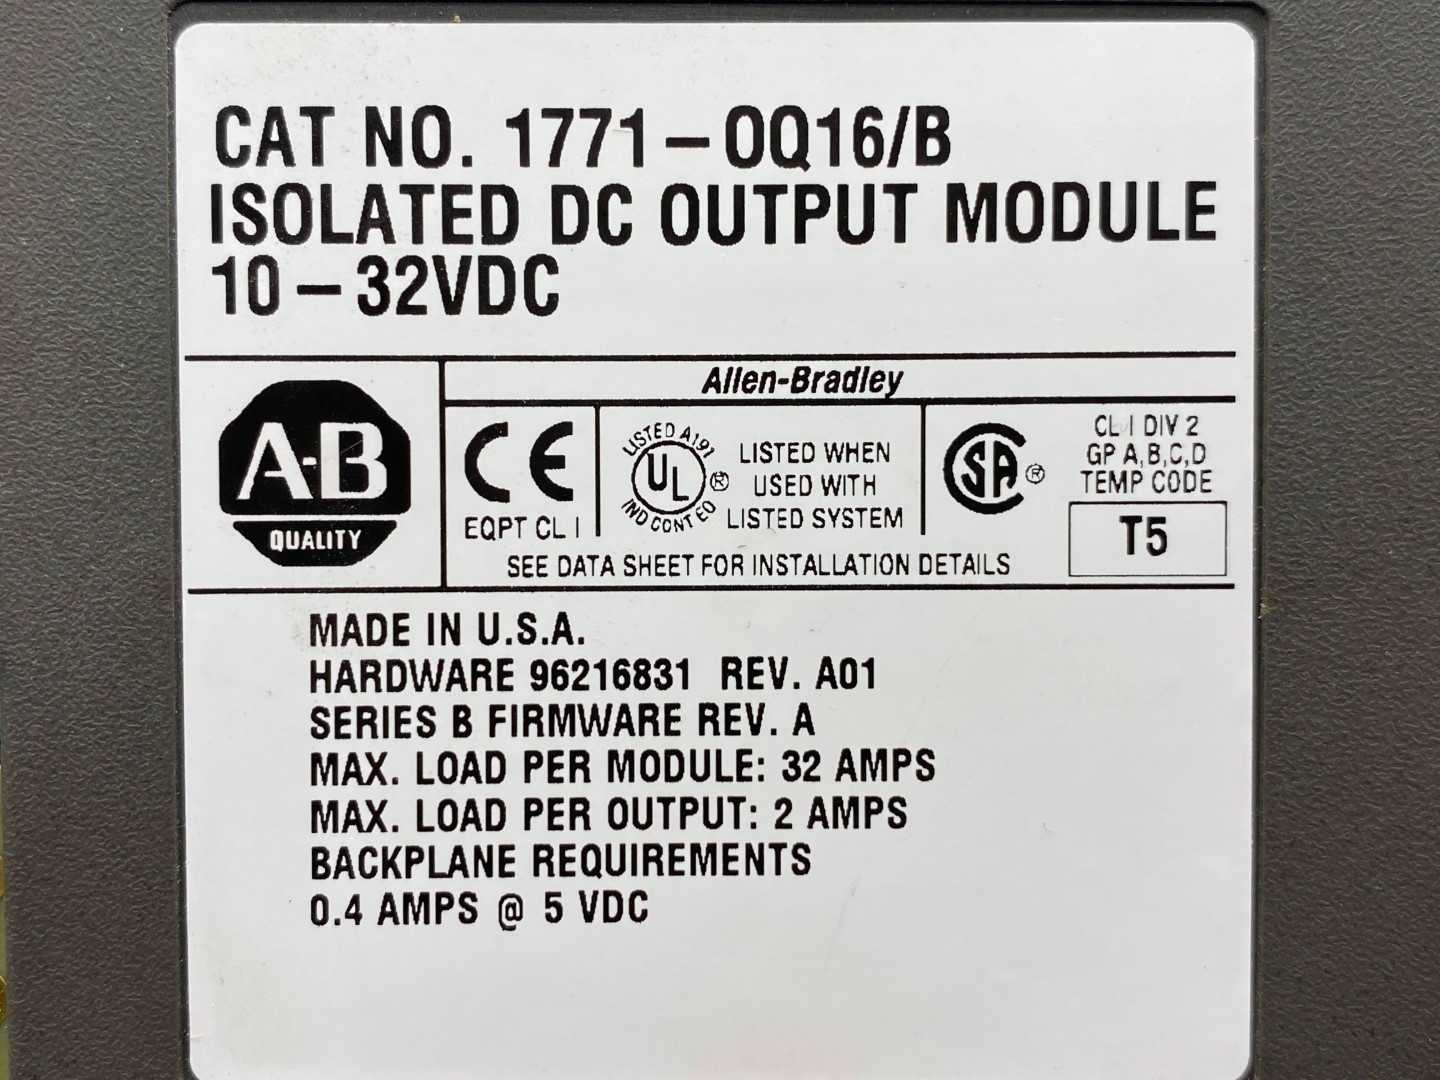 CAT NO. 1771-OQ16/B
ISOLATED DC OUTPUT MODULE
10-32VDC
Allen-Bradley
A-B
QUALITY
CE
EQPT CL I
LISTED A191
UL ®
IND CONT EQ
LISTED WHEN
USED WITH
LISTED SYSTEM
SA ®
CL I DIV 2
GP A,B,C,D
TEMP CODE
T5
SEE DATA SHEET FOR INSTALLATION DETAILS
MADE IN U.S.A.
HARDWARE 96216831 REV. A01
SERIES B FIRMWARE REV. A
MAX. LOAD PER MODULE: 32 AMPS
MAX. LOAD PER OUTPUT: 2 AMPS
BACKPLANE REQUIREMENTS
0.4 AMPS @ 5 VDC